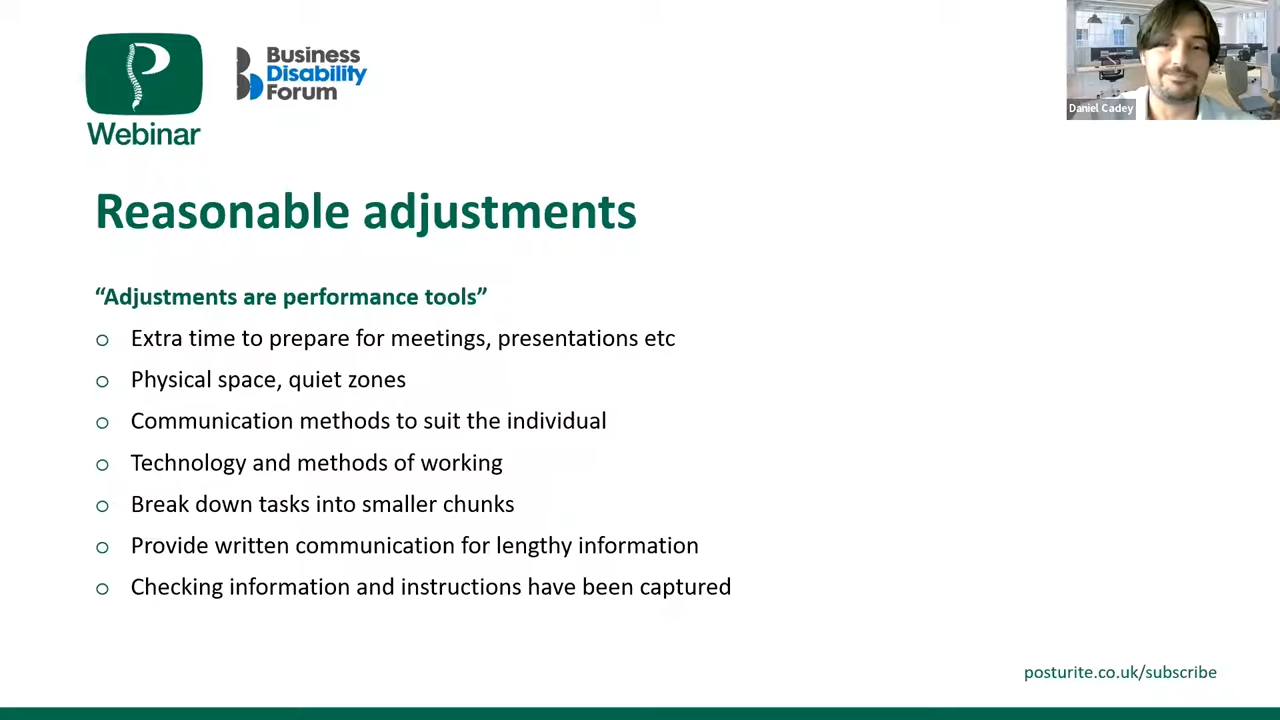 P
Webinar
Business
Disability
Forum
Daniel Cadey
Reasonable adjustments
“Adjustments are performance tools”
o Extra time to prepare for meetings, presentations etc
o Physical space, quiet zones
o Communication methods to suit the individual
o Technology and methods of working
o Break down tasks into smaller chunks
o Provide written communication for lengthy information
o Checking information and instructions have been captured
posturite.co.uk/subscribe